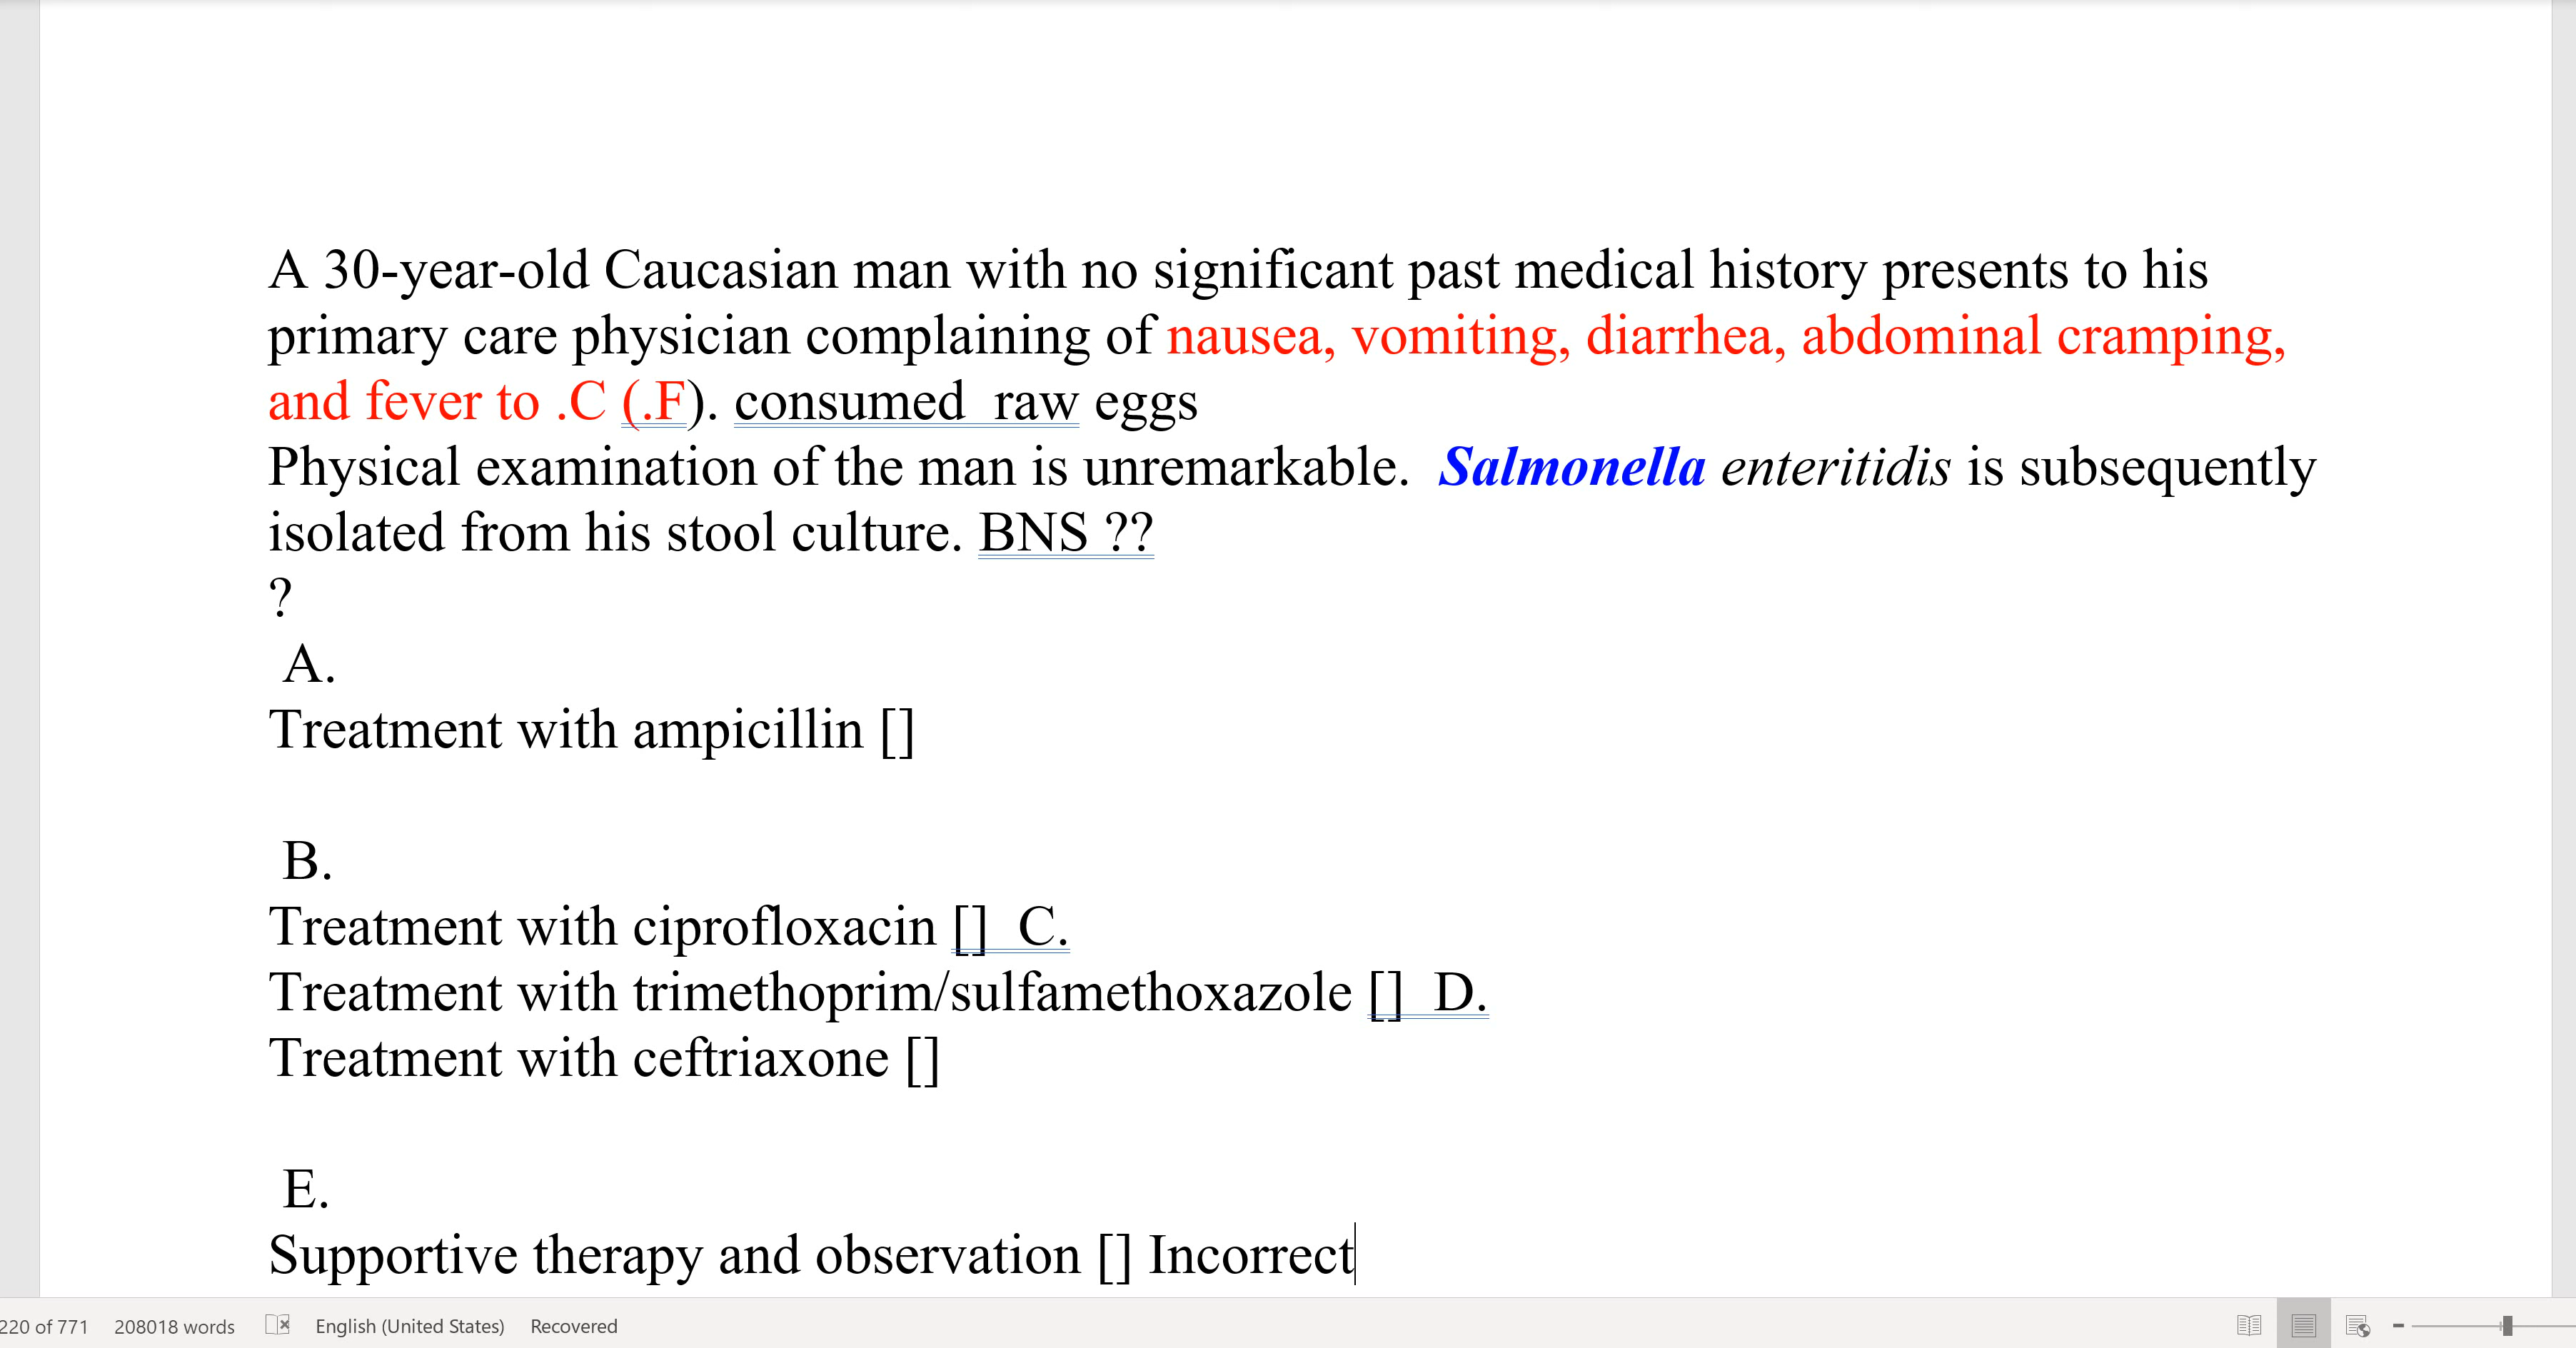 A 30-year-old Caucasian man with no significant past medical history presents to his
primary care physician complaining of nausea, vomiting, diarrhea, abdominal cramping,
and fever to .C (.F). consumed  raw eggs
Physical examination of the man is unremarkable.  Salmonella enteritidis is subsequently
isolated from his stool culture. BNS ??
?
A.
Treatment with ampicillin []
B.
Treatment with ciprofloxacin []  C.
Treatment with trimethoprim/sulfamethoxazole []  D.
Treatment with ceftriaxone []
E.
Supportive therapy and observation [] Incorrect
220 of 771 208018 words English (United States) Recovered